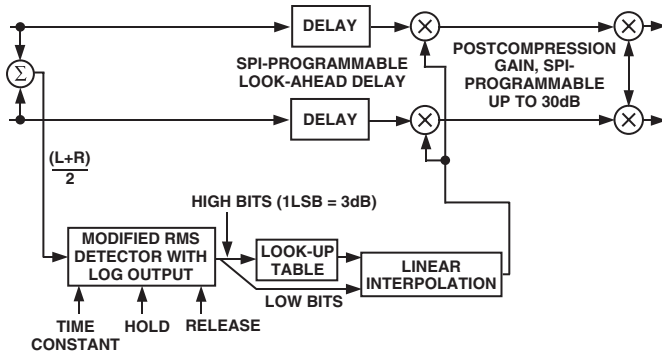 DELAY
SPI-PROGRAMMABLE
LOOK-AHEAD DELAY
POSTCOMPRESSION
GAIN, SPI-
PROGRAMMABLE
UP TO 30dB
Σ
DELAY
(L+R)
2
HIGH BITS (1LSB = 3dB)
MODIFIED RMS
DETECTOR WITH
LOG OUTPUT
LOOK-UP
TABLE
LINEAR
INTERPOLATION
LOW BITS
TIME
CONSTANT
HOLD
RELEASE